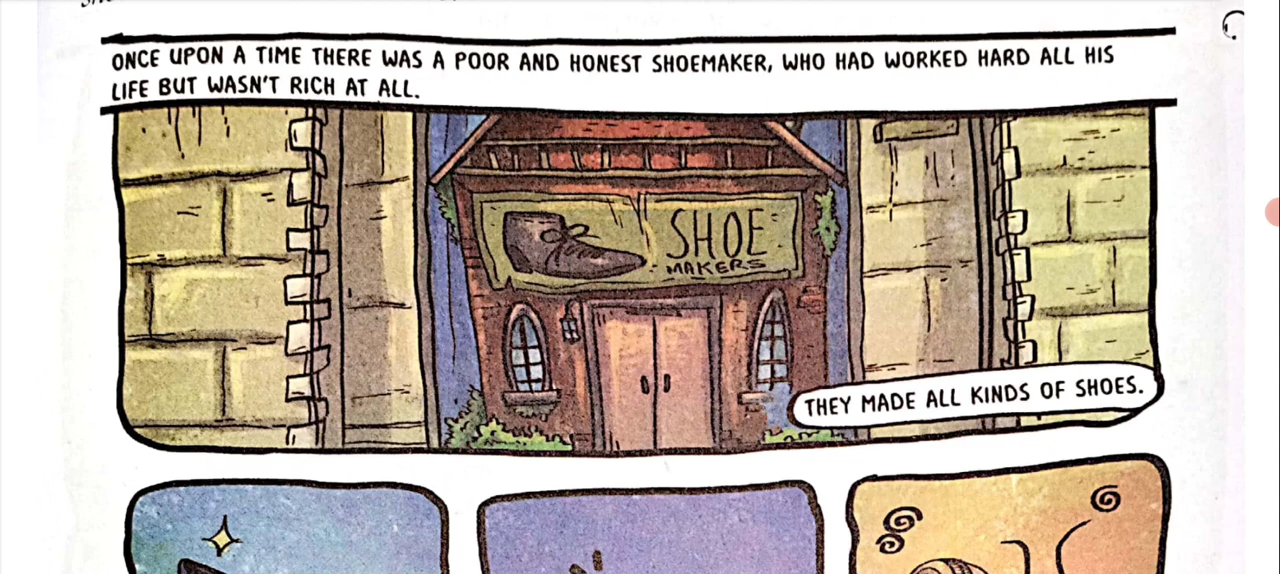 ONCE UPON A TIME THERE WAS A POOR AND HONEST SHOEMAKER, WHO HAD WORKED HARD ALL HIS
LIFE BUT WASN'T RICH AT ALL.
SHOE
MAKERS
THEY MADE ALL KINDS OF SHOES.